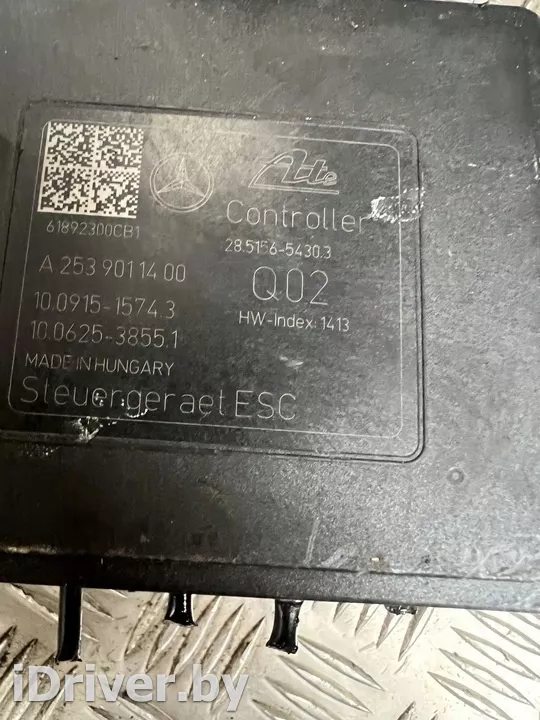 Ate
61892300CB1
Controller
28.5156-5430.3
A 253 901 14 00
Q02
10.0915-1574.3
HW-Index: 1413
10.0625-3855.1
MADE IN HUNGARY
Steuergeraet ESC
iDriver.by